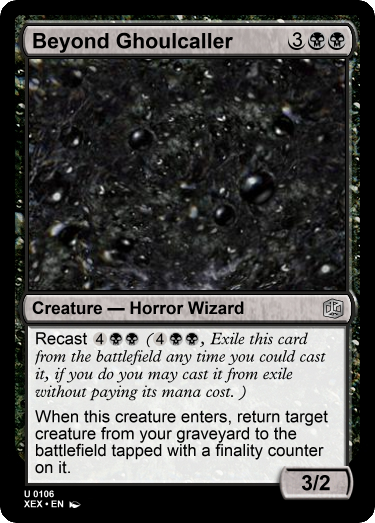 Beyond Ghoulcaller 3
Creature — Horror Wizard
Recast 4 ( 4 , Exile this card
from the battlefield any time you could cast
it, if you do you may cast it from exile
without paying its mana cost. )
When this creature enters, return target
creature from your graveyard to the
battlefield tapped with a finality counter
on it.
3/2
U 0106
XEX • EN